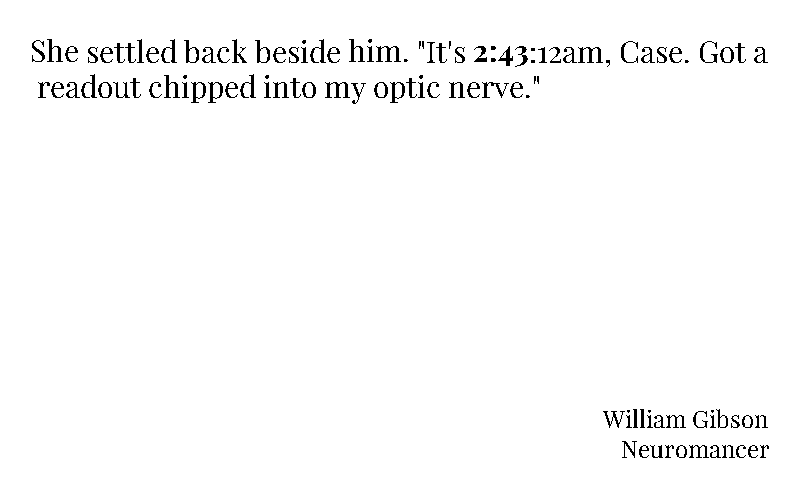 She settled back beside him. "It's 2:43:12am, Case. Got a
readout chipped into my optic nerve."
William Gibson
Neuromancer